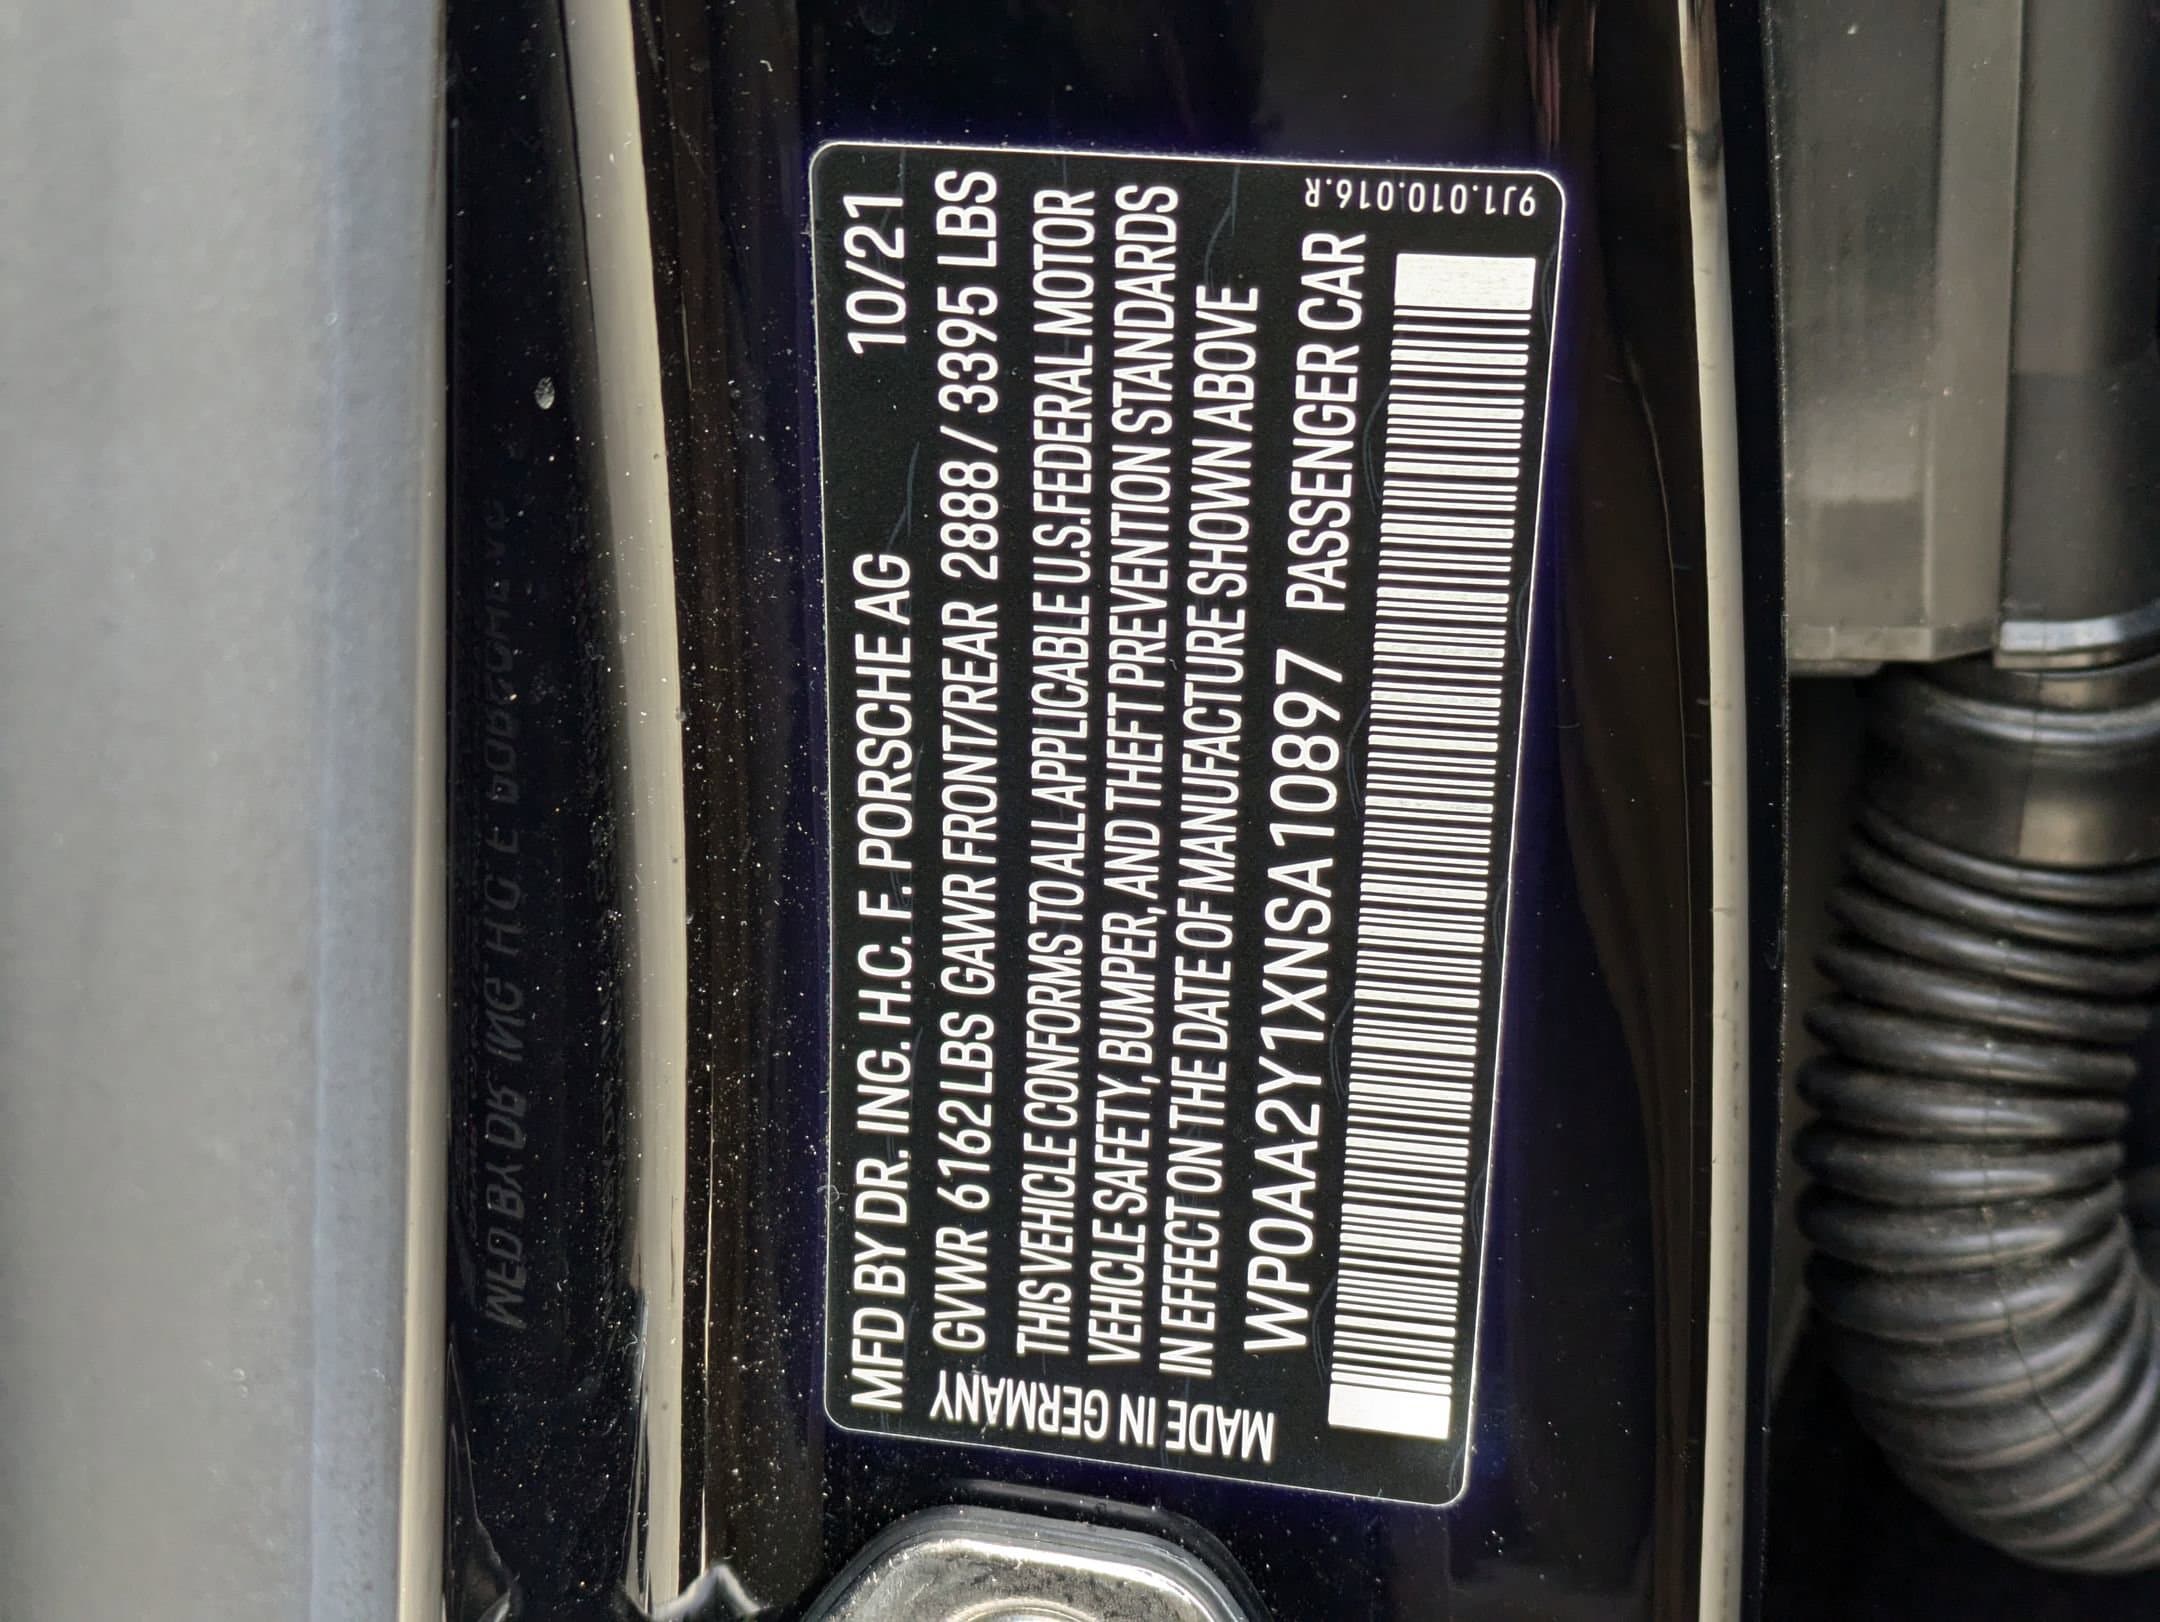 MFD BY DR. ING. H.C. F. PORSCHE AG 10/21
GVWR 6162 LBS GAWR FRONT/REAR 2888 / 3395 LBS
THIS VEHICLE CONFORMS TO ALL APPLICABLE U.S. FEDERAL MOTOR
VEHICLE SAFETY, BUMPER, AND THEFT PREVENTION STANDARDS
IN EFFECT ON THE DATE OF MANUFACTURE SHOWN ABOVE
WP0AA2Y1XNSA10897 PASSENGER CAR
MADE IN GERMANY
9J1.010.016.R